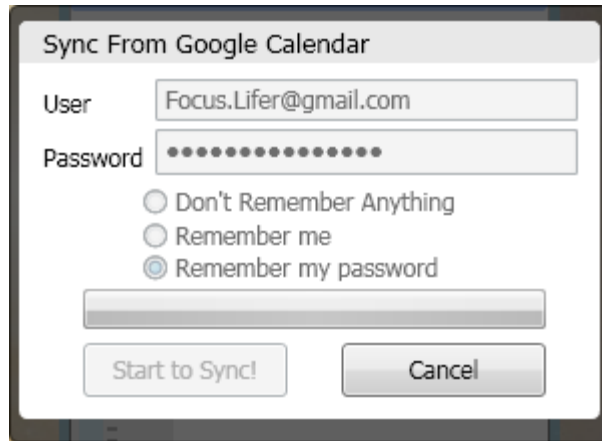 Sync From Google Calendar
User Focus.Lifer@gmail.com
Password •••••••••••••••
Don't Remember Anything
Remember me
Remember my password
Start to Sync! Cancel